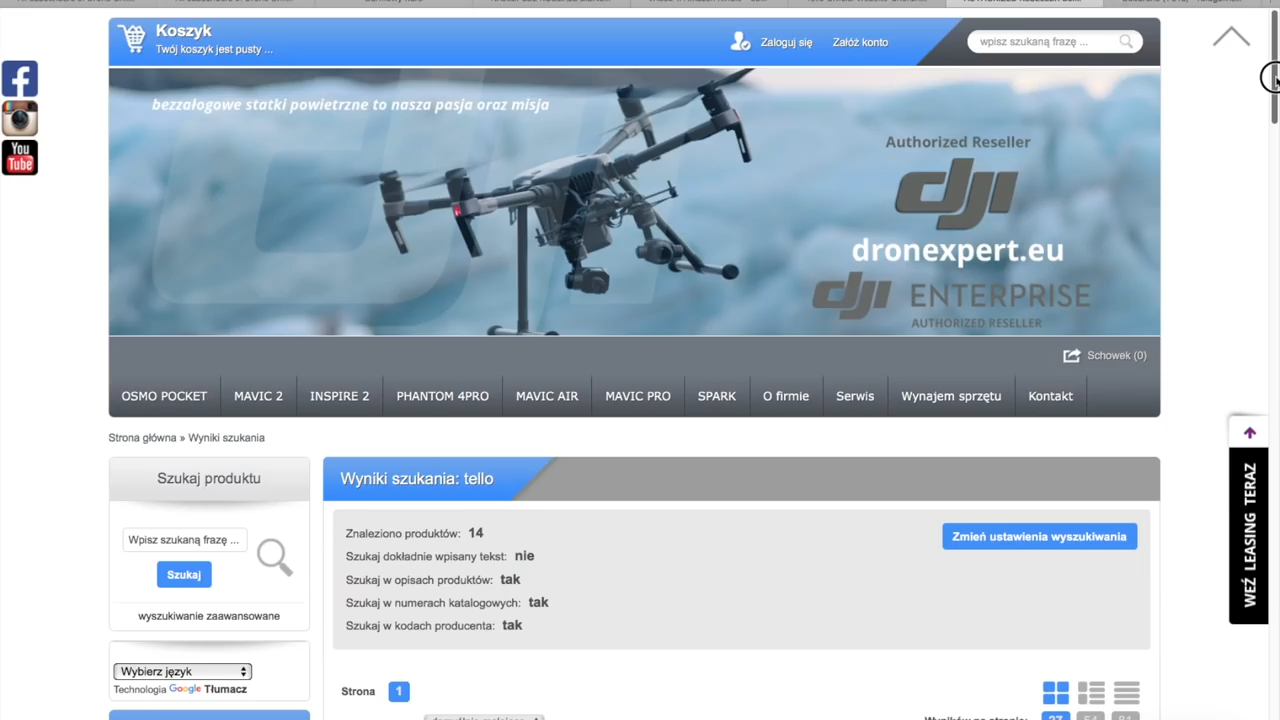 Koszyk
Twój koszyk jest pusty ...
Zaloguj się
Załóż konto
wpisz szukaną frazę ...
bezzałogowe statki powietrzne to nasza pasja oraz misja
Authorized Reseller
dji
dronexpert.eu
dji ENTERPRISE
AUTHORIZED RESELLER
You
Tube
Schowek (0)
OSMO POCKET
MAVIC 2
INSPIRE 2
PHANTOM 4PRO
MAVIC AIR
MAVIC PRO
SPARK
O firmie
Serwis
Wynajem sprzętu
Kontakt
Strona główna » Wyniki szukania
Szukaj produktu
Wpisz szukaną frazę ...
Szukaj
wyszukiwanie zaawansowane
Wybierz język
Technologia Google Tłumacz
Wyniki szukania: tello
Znaleziono produktów: 14
Szukaj dokładnie wpisany tekst: nie
Szukaj w opisach produktów: tak
Szukaj w numerach katalogowych: tak
Szukaj w kodach producenta: tak
Zmień ustawienia wyszukiwania
Strona 1
WEŹ LEASING TERAZ